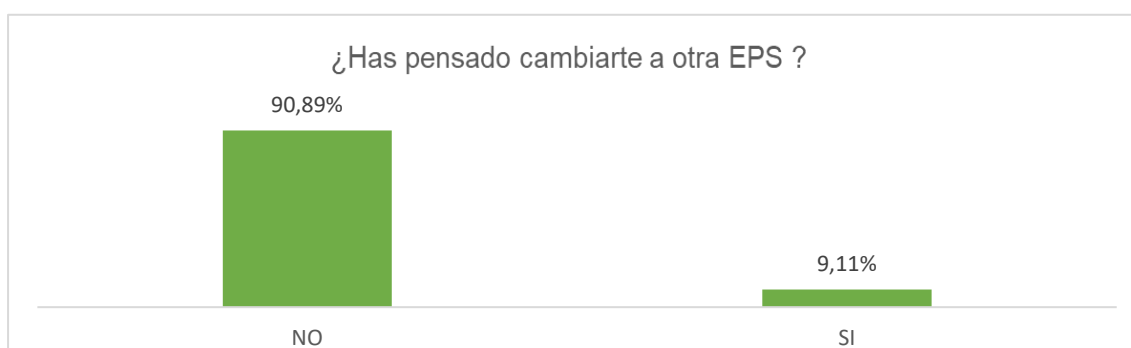 ¿Has pensado cambiarte a otra EPS ?
90,89%
9,11%
NO
SI